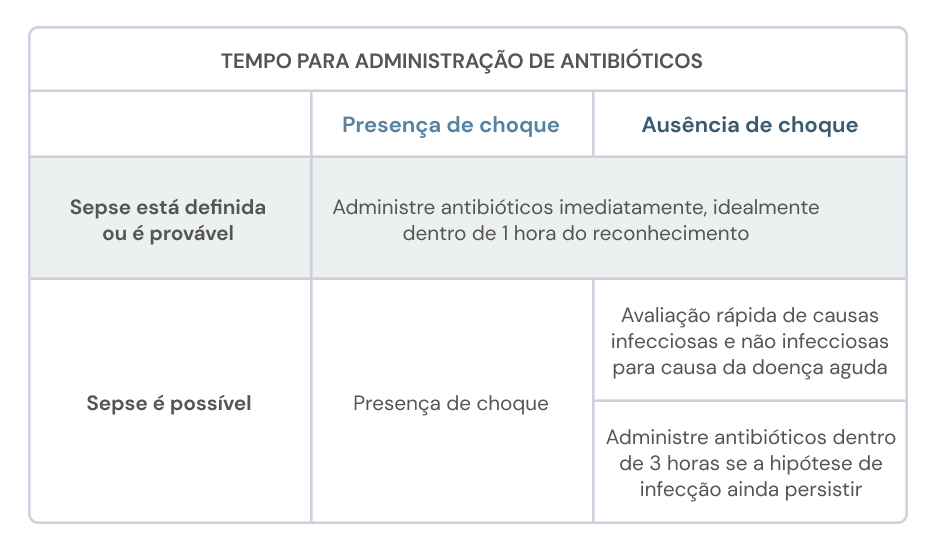 TEMPO PARA ADMINISTRAÇÃO DE ANTIBIÓTICOS
Presença de choque
Ausência de choque
Sepse está definida
ou é provável
Administre antibióticos imediatamente, idealmente
dentro de 1 hora do reconhecimento
Sepse é possível
Presença de choque
Avaliação rápida de causas
infecciosas e não infecciosas
para causa da doença aguda
Administre antibióticos dentro
de 3 horas se a hipótese de
infecção ainda persistir